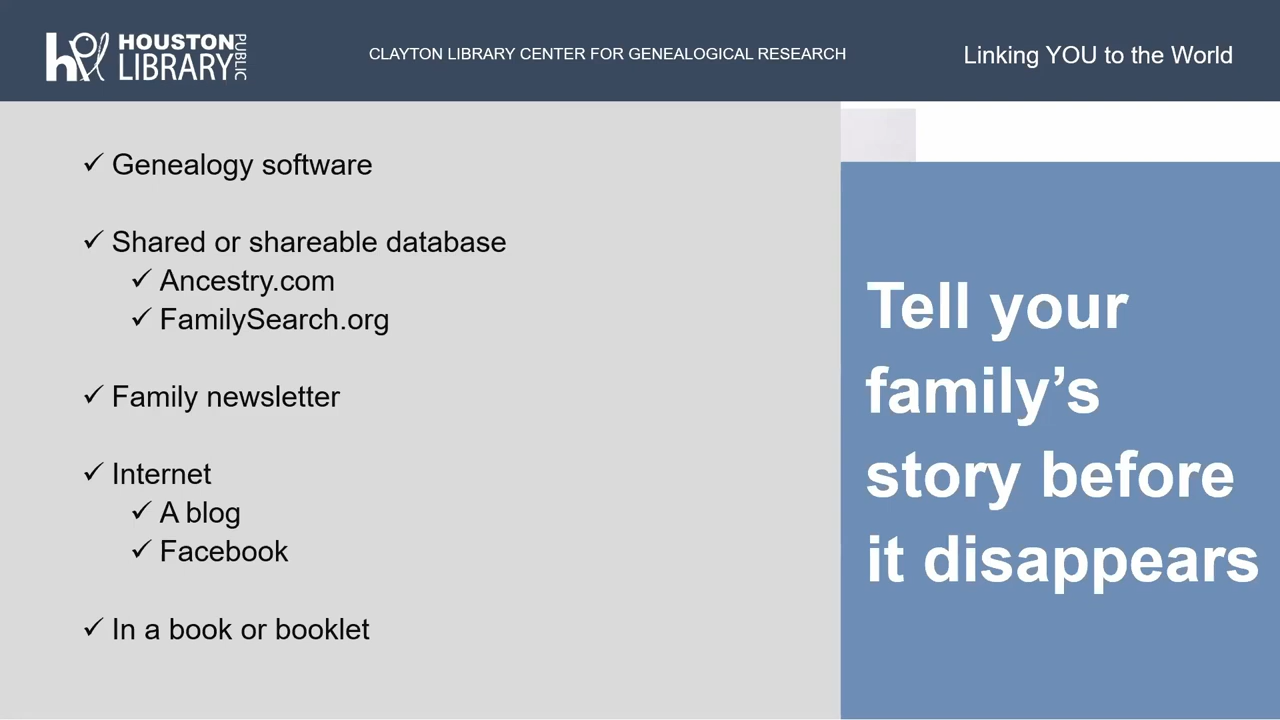 HOUSTON
LIBRARY
PUBLIC
CLAYTON LIBRARY CENTER FOR GENEALOGICAL RESEARCH
Linking YOU to the World
✓ Genealogy software
✓ Shared or shareable database
✓ Ancestry.com
✓ FamilySearch.org
✓ Family newsletter
✓ Internet
✓ A blog
✓ Facebook
✓ In a book or booklet
Tell your
family’s
story before
it disappears